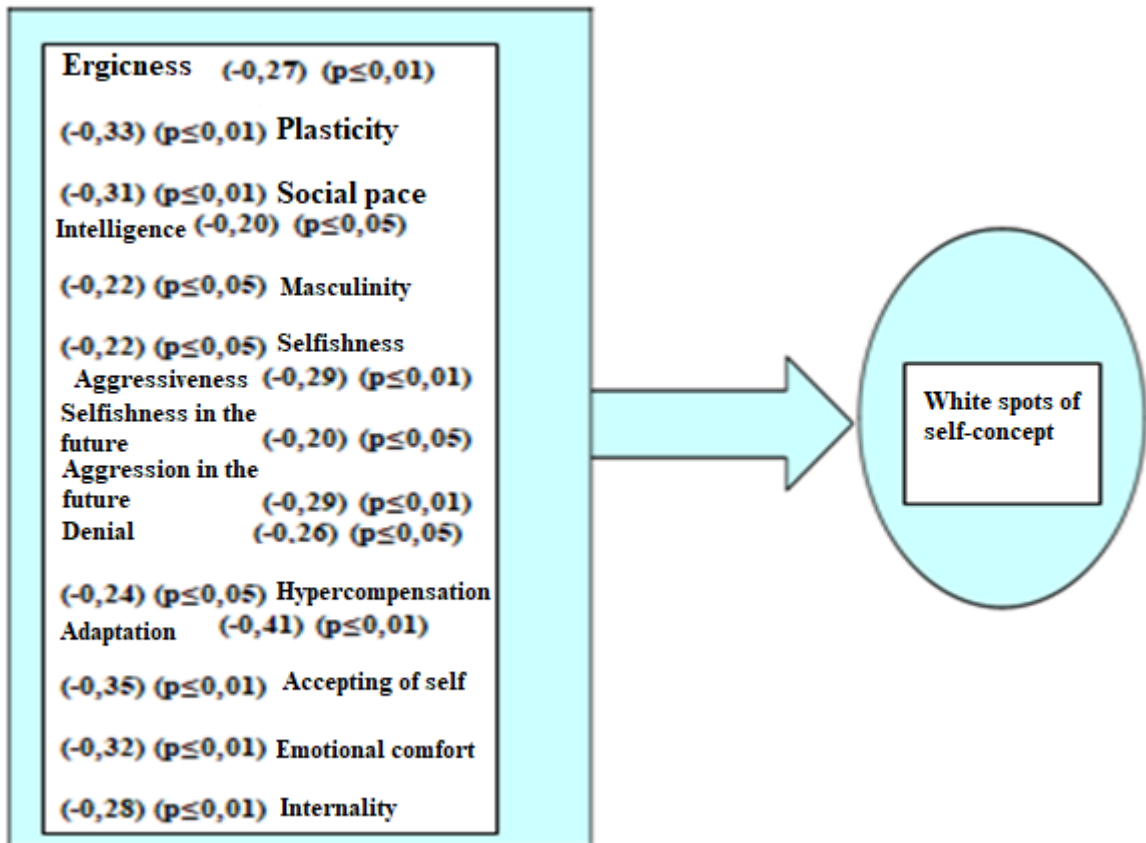 Ergicness (-0,27) (p≤0,01)
(-0,33) (p≤0,01) Plasticity
(-0,31) (p≤0,01) Social pace
Intelligence (-0,20) (p≤0,05)
(-0,22) (p≤0,05) Masculinity
(-0,22) (p≤0,05) Selfishness
Aggressiveness (-0,29) (p≤0,01)
Selfishness in the
future (-0,20) (p≤0,05)
Aggression in the
future (-0,29) (p≤0,01)
Denial (-0,26) (p≤0,05)
(-0,24) (p≤0,05) Hypercompensation
Adaptation (-0,41) (p≤0,01)
(-0,35) (p≤0,01) Accepting of self
(-0,32) (p≤0,01) Emotional comfort
(-0,28) (p≤0,01) Internality
White spots of
self-concept